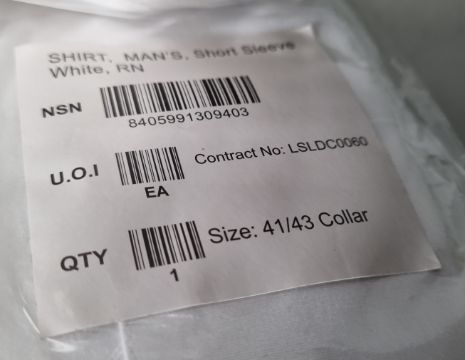 SHIRT, MAN'S, Short Sleeve
White, RN
NSN
8405991309403
U.O.I
EA
Contract No: LSLDC0060
QTY
1
Size: 41/43 Collar